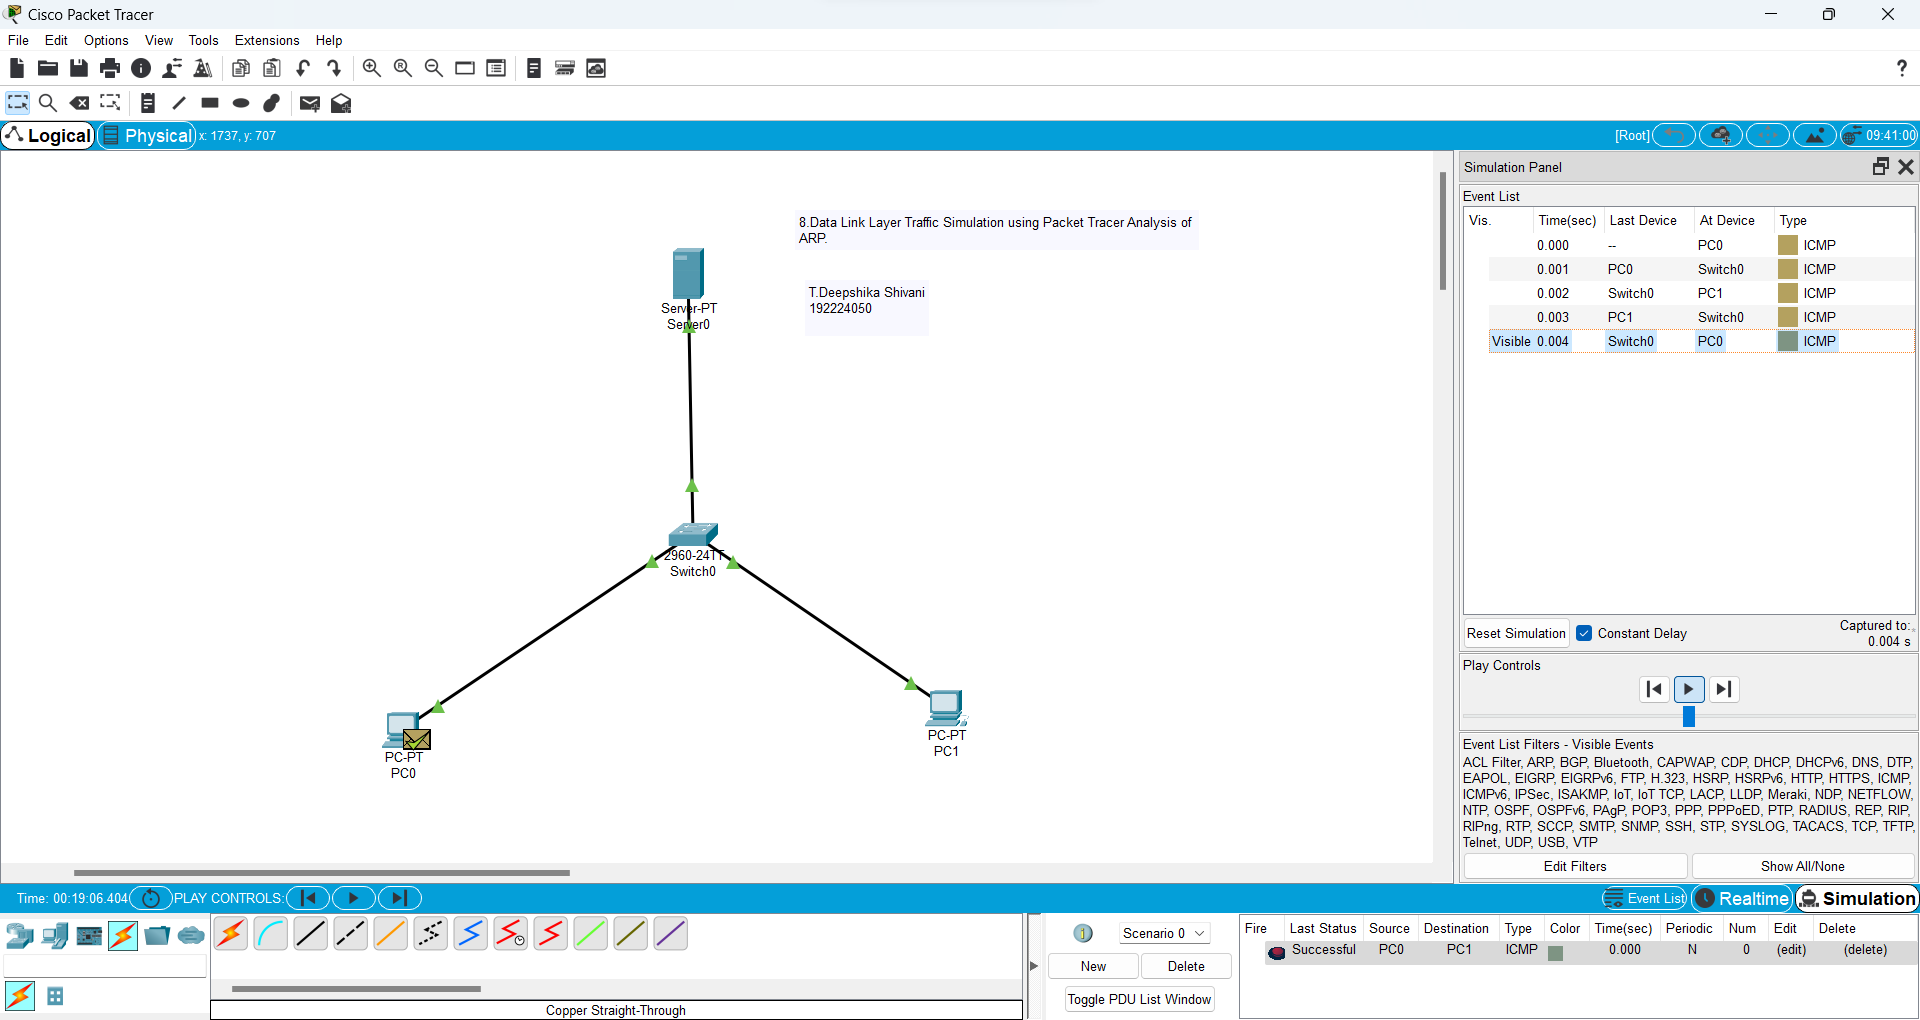 Cisco Packet Tracer
File Edit Options View Tools Extensions Help
?
Logical Physical x: 1737, y: 707 [Root] 09:41:00
Simulation Panel
Event List
Vis. Time(sec) Last Device At Device Type
0.000 -- PC0 ICMP
0.001 PC0 Switch0 ICMP
0.002 Switch0 PC1 ICMP
0.003 PC1 Switch0 ICMP
Visible 0.004 Switch0 PC0 ICMP
8.Data Link Layer Traffic Simulation using Packet Tracer Analysis of
ARP.
T.Deepshika Shivani
192224050
Server-PT
Server0
2960-24TT
Switch0
PC-PT
PC0
PC-PT
PC1
Reset Simulation Constant Delay Captured to:
0.004 s
Play Controls
Event List Filters - Visible Events
ACL Filter, ARP, BGP, Bluetooth, CAPWAP, CDP, DHCP, DHCPv6, DNS, DTP,
EAPOL, EIGRP, EIGRPv6, FTP, H.323, HSRP, HSRPv6, HTTP, HTTPS, ICMP,
ICMPv6, IPSec, ISAKMP, IoT, IoT TCP, LACP, LLDP, Meraki, NDP, NETFLOW,
NTP, OSPF, OSPFv6, PAgP, POP3, PPP, PPPoED, PTP, RADIUS, REP, RIP,
RIPng, RTP, SCCP, SMTP, SNMP, SSH, STP, SYSLOG, TACACS, TCP, TFTP,
Telnet, UDP, USB, VTP
Edit Filters Show All/None
Time: 00:19:06.404 PLAY CONTROLS: Event List Realtime Simulation
Copper Straight-Through
1 Scenario 0
New Delete
Toggle PDU List Window
Fire Last Status Source Destination Type Color Time(sec) Periodic Num Edit Delete
Successful PC0 PC1 ICMP 0.000 N 0 (edit) (delete)